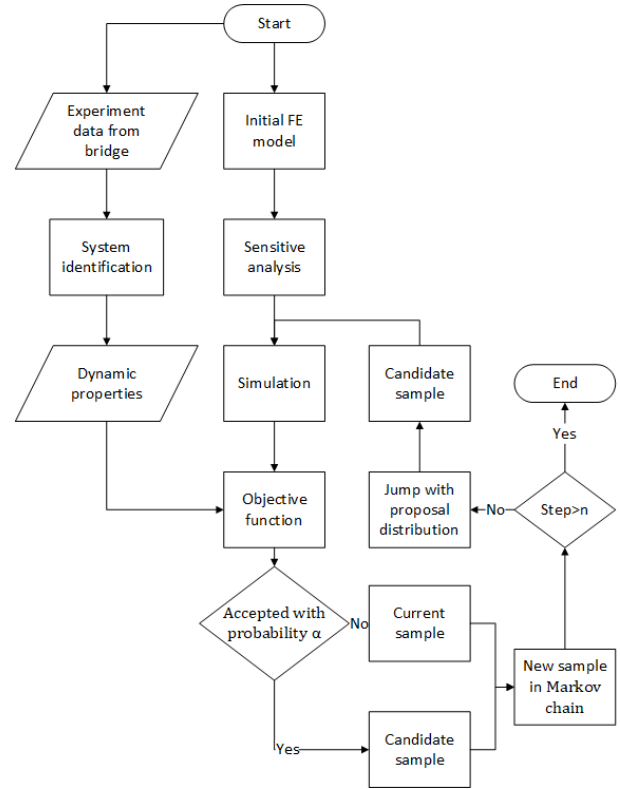 Start
Experiment
data from
bridge
Initial FE
model
System
identification
Sensitive
analysis
Dynamic
properties
Simulation
Candidate
sample
End
Yes
Objective
function
Jump with
proposal
distribution
No
Step>n
Accepted with
probability α
No
Current
sample
New sample
in Markov
chain
Yes
Candidate
sample